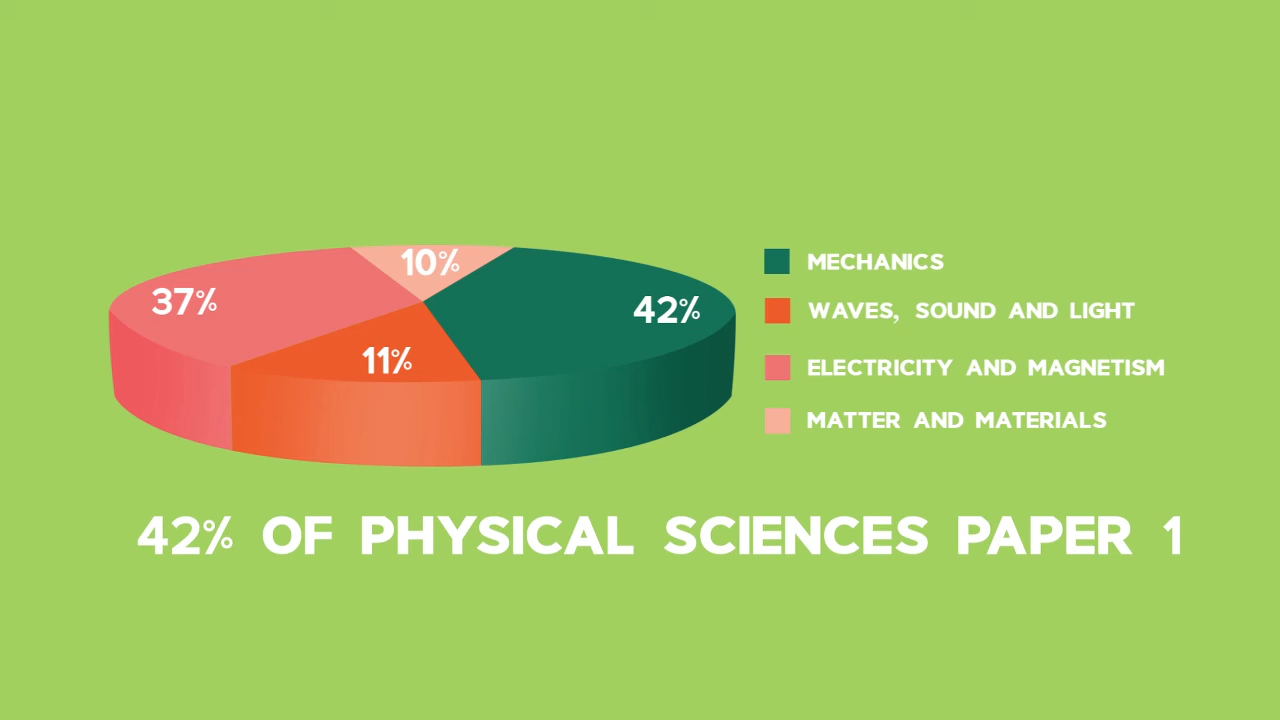 10%
37%
42%
11%
MECHANICS
WAVES, SOUND AND LIGHT
ELECTRICITY AND MAGNETISM
MATTER AND MATERIALS
42% OF PHYSICAL SCIENCES PAPER 1